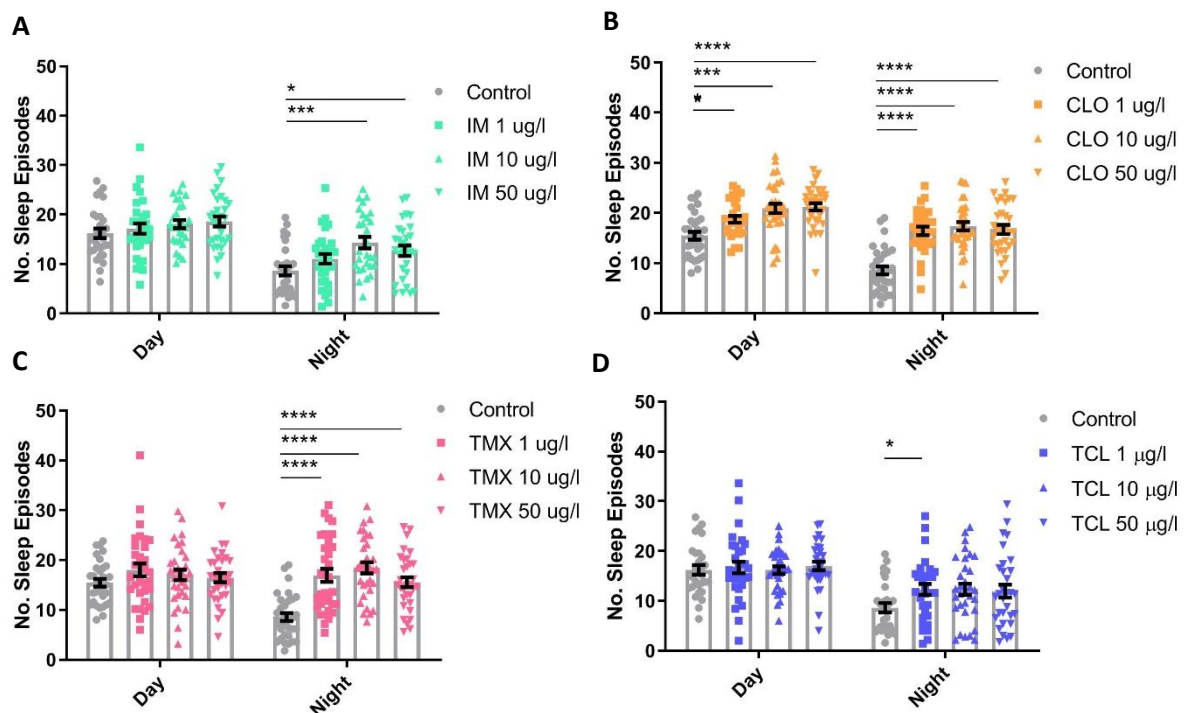 A
No. Sleep Episodes
50
40
30
20
10
0
*
***
Day
Night
Control
IM 1 ug/l
IM 10 ug/l
IM 50 ug/l
B
No. Sleep Episodes
50
40
30
20
10
0
****
***
*
****
****
****
Day
Night
Control
CLO 1 ug/l
CLO 10 ug/l
CLO 50 ug/l
C
No. Sleep Episodes
50
40
30
20
10
0
****
****
****
Day
Night
Control
TMX 1 ug/l
TMX 10 ug/l
TMX 50 ug/l
D
No. Sleep Episodes
50
40
30
20
10
0
*
Day
Night
Control
TCL 1 μg/l
TCL 10 μg/l
TCL 50 μg/l